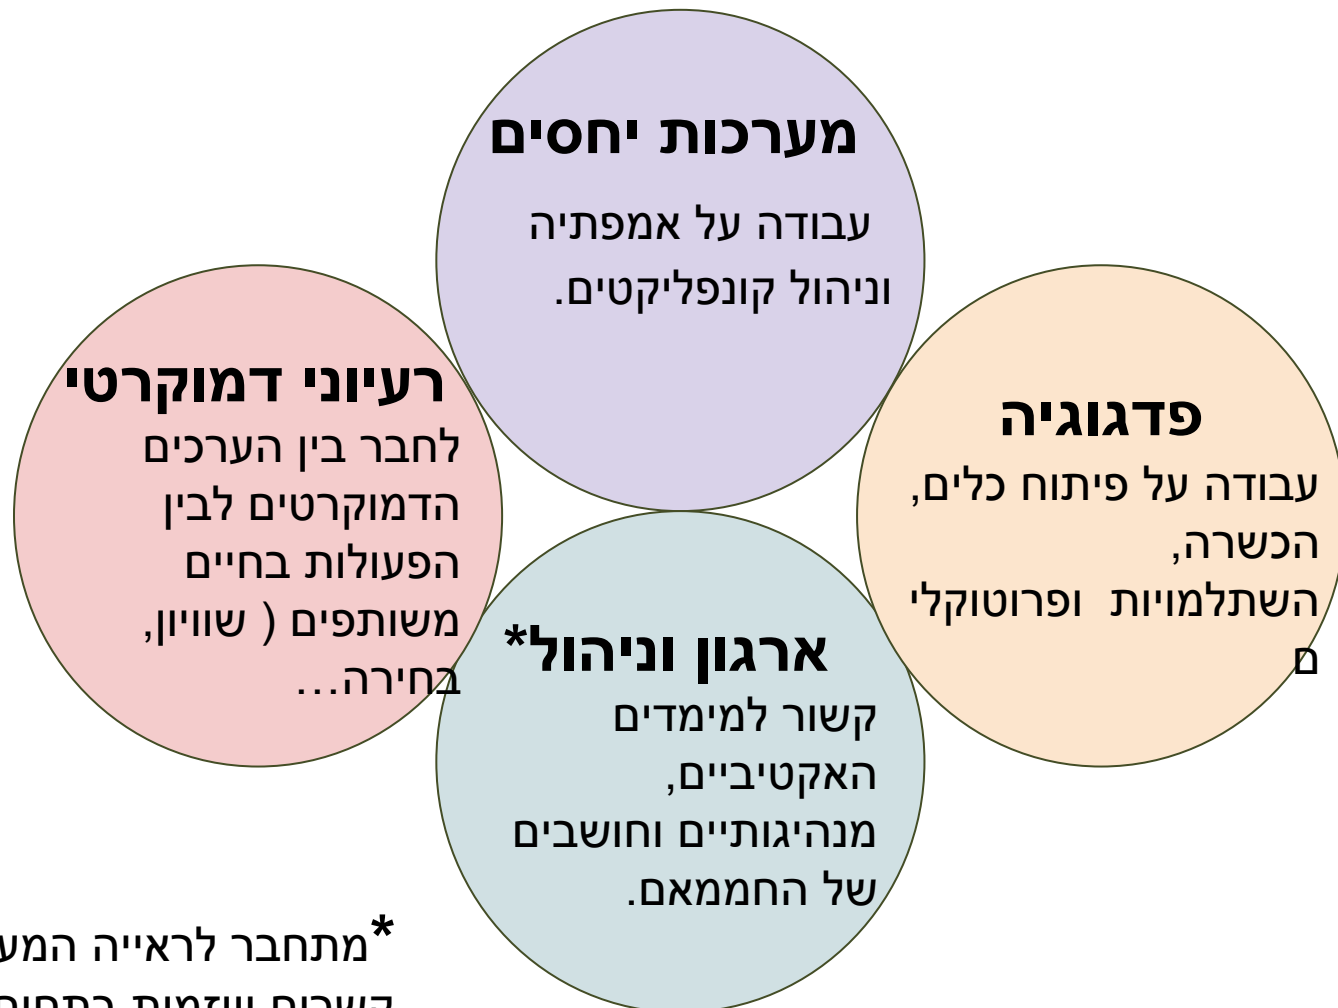 מערכות יחסים
עבודה על אמפתיה
וניהול קונפליקטים.
פדגוגיה
עבודה על פיתוח כלים,
הכשרה,
השתלמויות ופרוטוקלי
ם
רעיוני דמוקרטי
לחבר בין הערכים
הדמוקרטים לבין
הפעולות בחיים
משותפים ( שוויון,
בחירה...
ארגון וניהול*
קשור למימדים
האקטיביים,
מנהיגותיים וחושבים
של החממאם.
*מתחבר לראייה